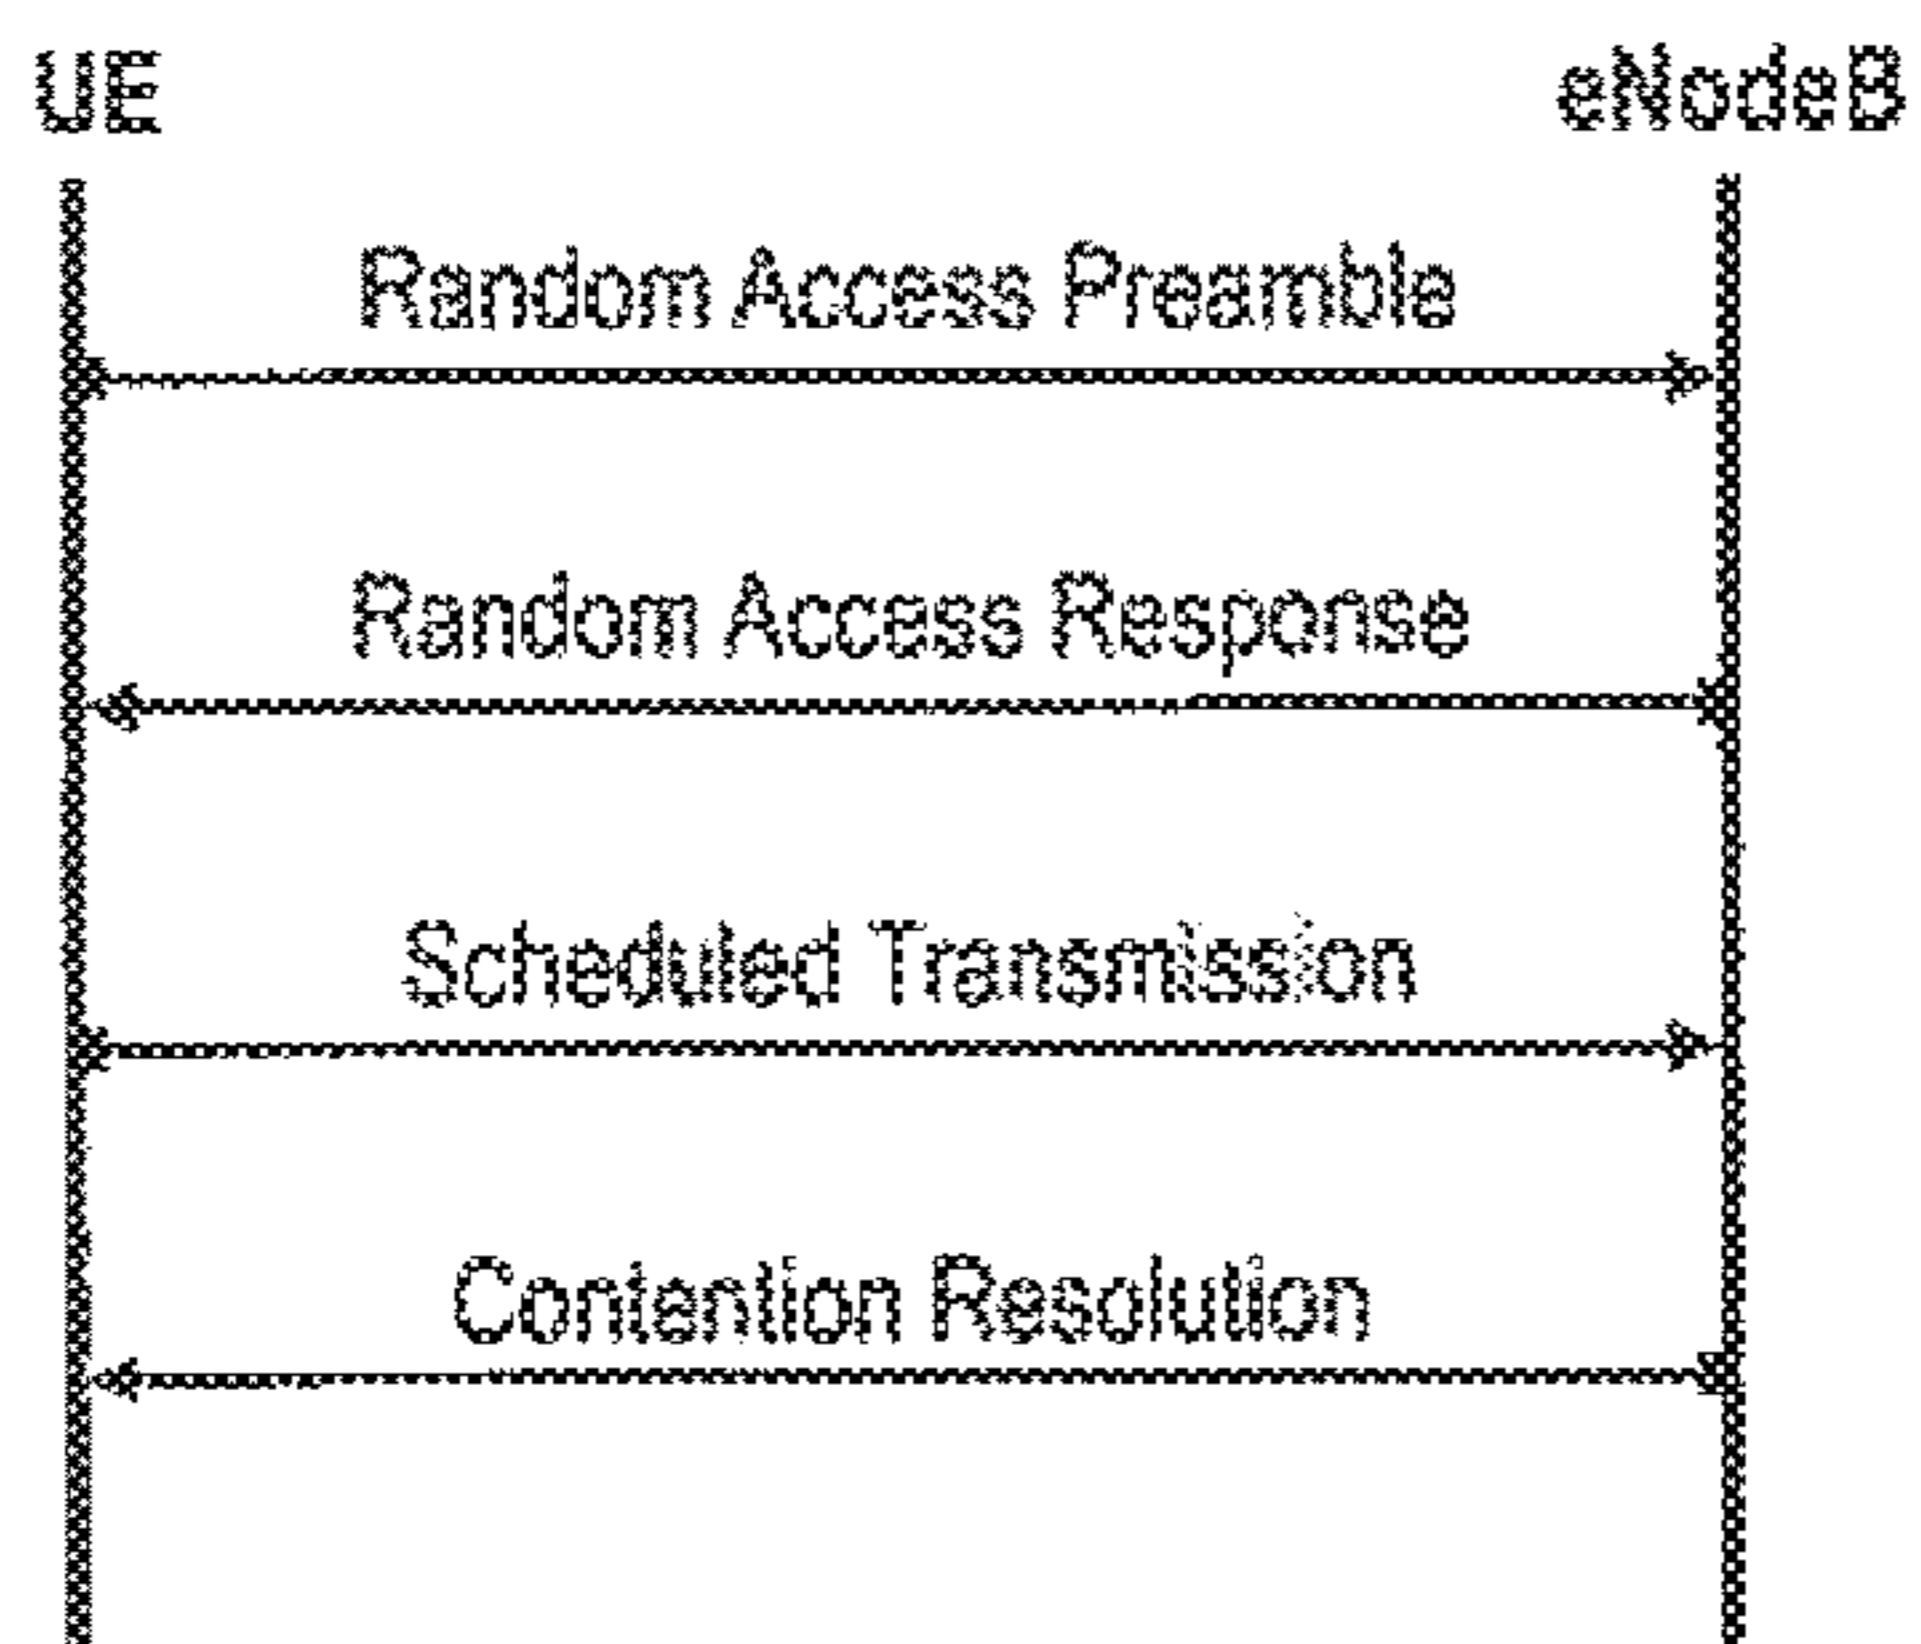 UE
eNodeB
Random Access Preamble
Random Access Response
Scheduled Transmission
Contention Resolution